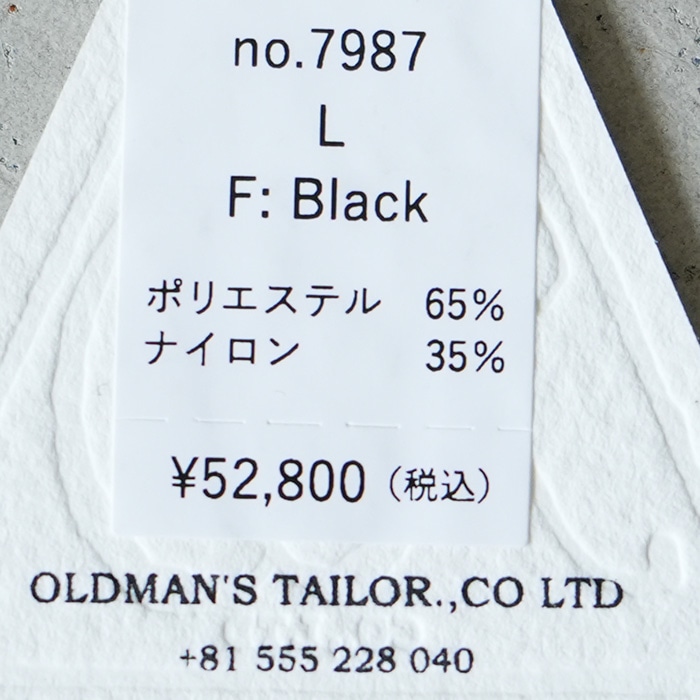 no.7987
L
F: Black
ポリエステル 65%
ナイロン 35%
¥52,800（税込）
OLDMAN'S TAILOR.,CO LTD
+81 555 228 040